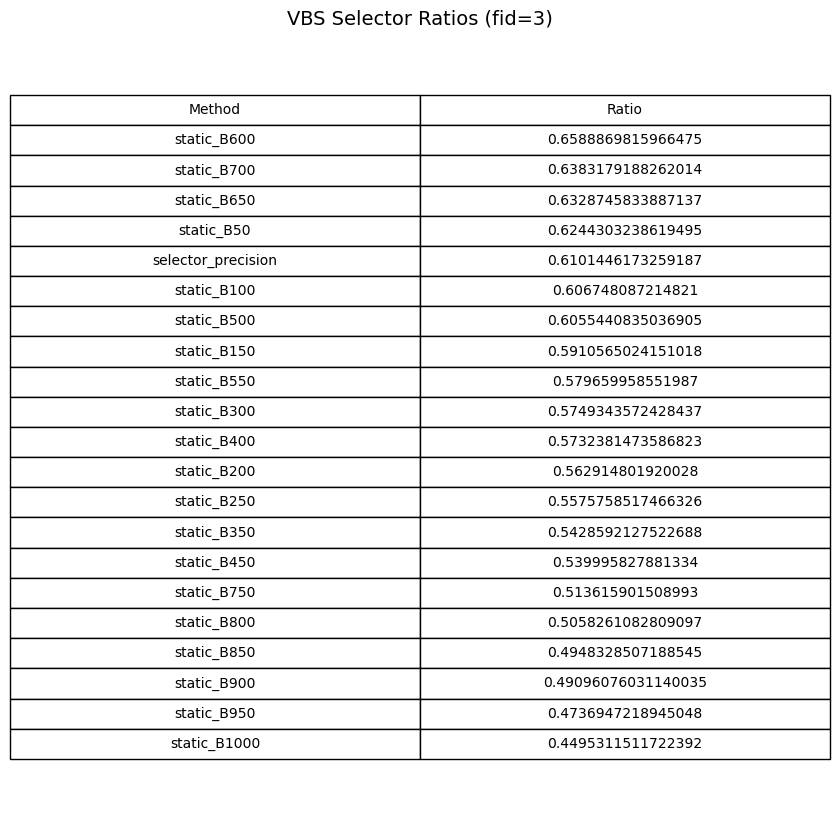 VBS Selector Ratios (fid=3)
Method Ratio
static_B600 0.6588869815966475
static_B700 0.6383179188262014
static_B650 0.6328745833887137
static_B50 0.6244303238619495
selector_precision 0.6101446173259187
static_B100 0.606748087214821
static_B500 0.6055440835036905
static_B150 0.5910565024151018
static_B550 0.579659958551987
static_B300 0.5749343572428437
static_B400 0.5732381473586823
static_B200 0.562914801920028
static_B250 0.5575758517466326
static_B350 0.5428592127522688
static_B450 0.539995827881334
static_B750 0.513615901508993
static_B800 0.5058261082809097
static_B850 0.4948328507188545
static_B900 0.49096076031140035
static_B950 0.4736947218945048
static_B1000 0.4495311511722392